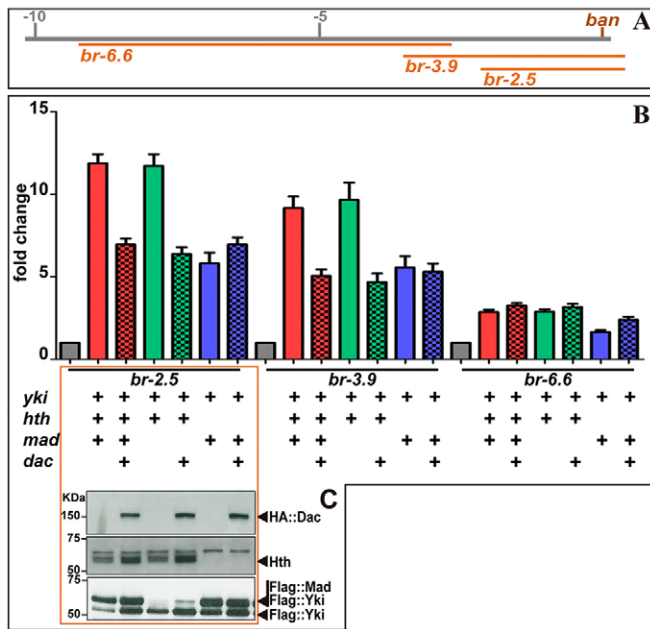 -10 -5 ban A
br-6.6
br-3.9
br-2.5
B
15
10
5
0
fold change
br-2.5 br-3.9 br-6.6
yki + + + + + + + + + + + + + + + + + +
hth + + + + + + + + + + + +
mad + + + + + + + + + + + +
dac + + + + + + + + +
C
KDa
150 HA::Dac
75
Hth
50
75
Flag::Mad
Flag::Yki
50 Flag::Yki